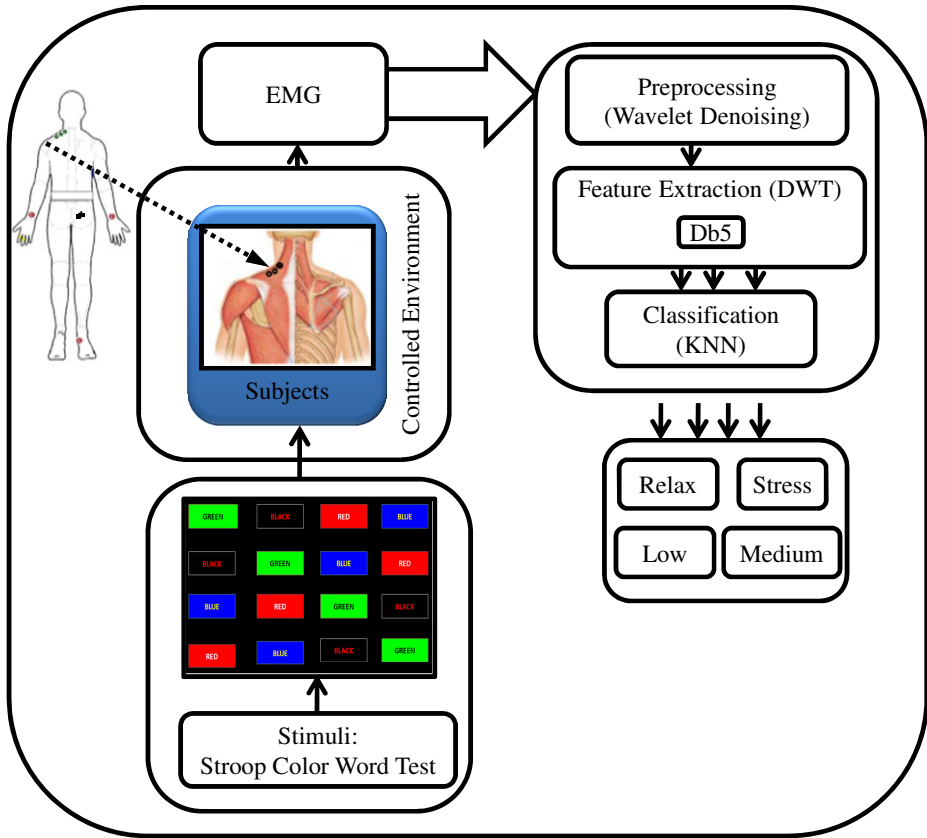 EMG
Preprocessing
(Wavelet Denoising)
Feature Extraction (DWT)
Db5
Classification
(KNN)
Controlled Environment
Subjects
Relax
Stress
Low
Medium
GREEN
BLACK
RED
BLUE
BLACK
GREEN
BLUE
RED
BLUE
RED
GREEN
BLACK
RED
BLUE
BLACK
GREEN
Stimuli:
Stroop Color Word Test